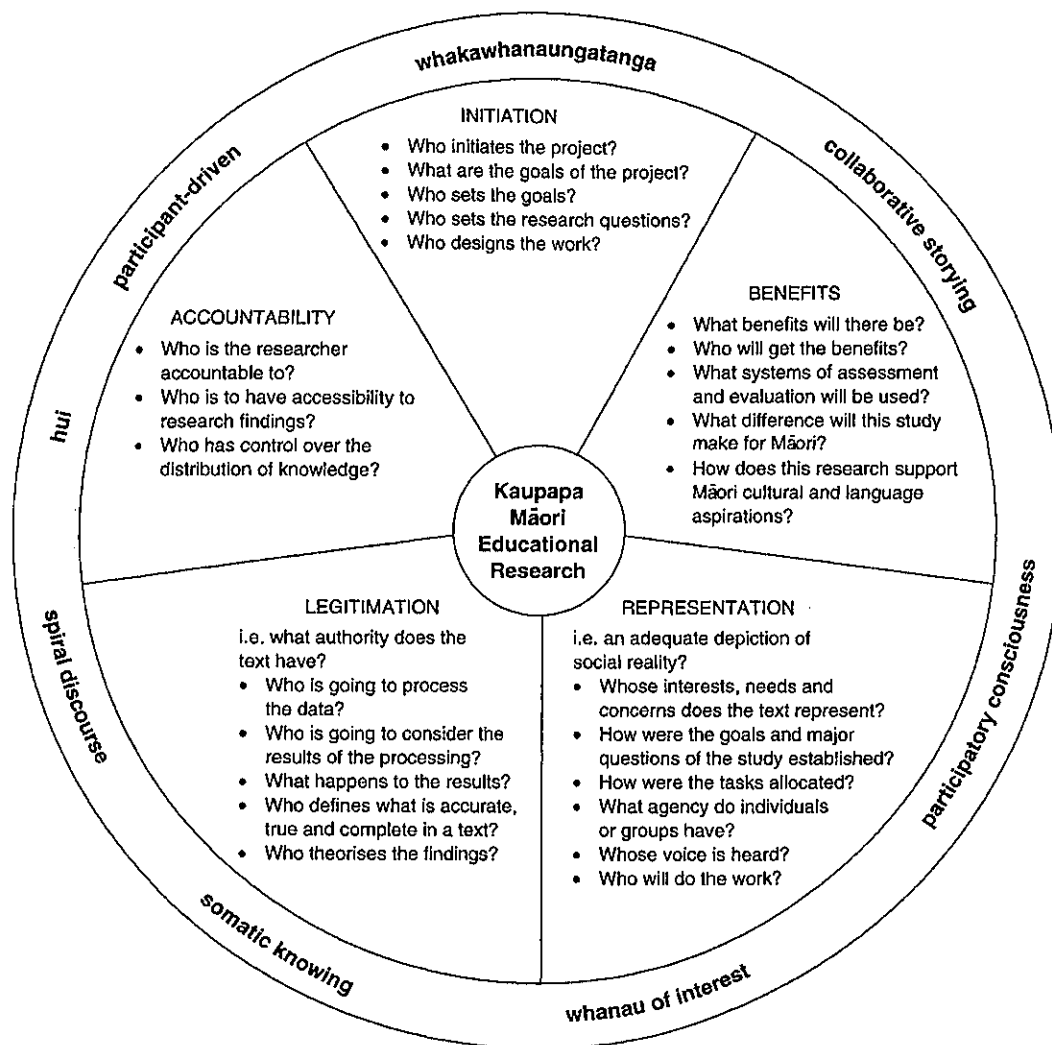 whakawhanaungatanga
collaborative storying
participatory consciousness
whanau of interest
somatic knowing
spiral discourse
hui
participant-driven
INITIATION
• Who initiates the project?
• What are the goals of the project?
• Who sets the goals?
• Who sets the research questions?
• Who designs the work?
BENEFITS
• What benefits will there be?
• Who will get the benefits?
• What systems of assessment
and evaluation will be used?
• What difference will this study
make for Māori?
• How does this research support
Māori cultural and language
aspirations?
REPRESENTATION
i.e. an adequate depiction of
social reality?
• Whose interests, needs and
concerns does the text represent?
• How were the goals and major
questions of the study established?
• How were the tasks allocated?
• What agency do individuals
or groups have?
• Whose voice is heard?
• Who will do the work?
LEGITIMATION
i.e. what authority does the
text have?
• Who is going to process
the data?
• Who is going to consider the
results of the processing?
• What happens to the results?
• Who defines what is accurate,
true and complete in a text?
• Who theorises the findings?
ACCOUNTABILITY
• Who is the researcher
accountable to?
• Who is to have accessibility to
research findings?
• Who has control over the
distribution of knowledge?
Kaupapa
Māori
Educational
Research